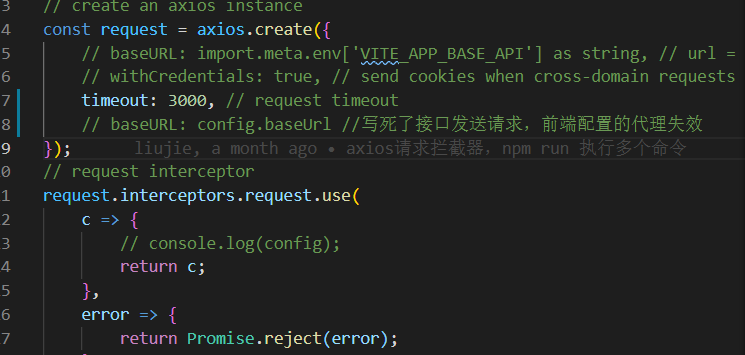 3 // create an axios instance
4 const request = axios.create({
5 // baseURL: import.meta.env['VITE_APP_BASE_API'] as string, // url =
6 // withCredentials: true, // send cookies when cross-domain requests
7 timeout: 3000, // request timeout
8 // baseURL: config.baseUrl //写死了接口发送请求，前端配置的代理失效
9 }); liujie, a month ago • axios请求拦截器，npm run 执行多个命令
0 // request interceptor
1 request.interceptors.request.use(
2 c => {
3 // console.log(config);
4 return c;
5 },
6 error => {
7 return Promise.reject(error);